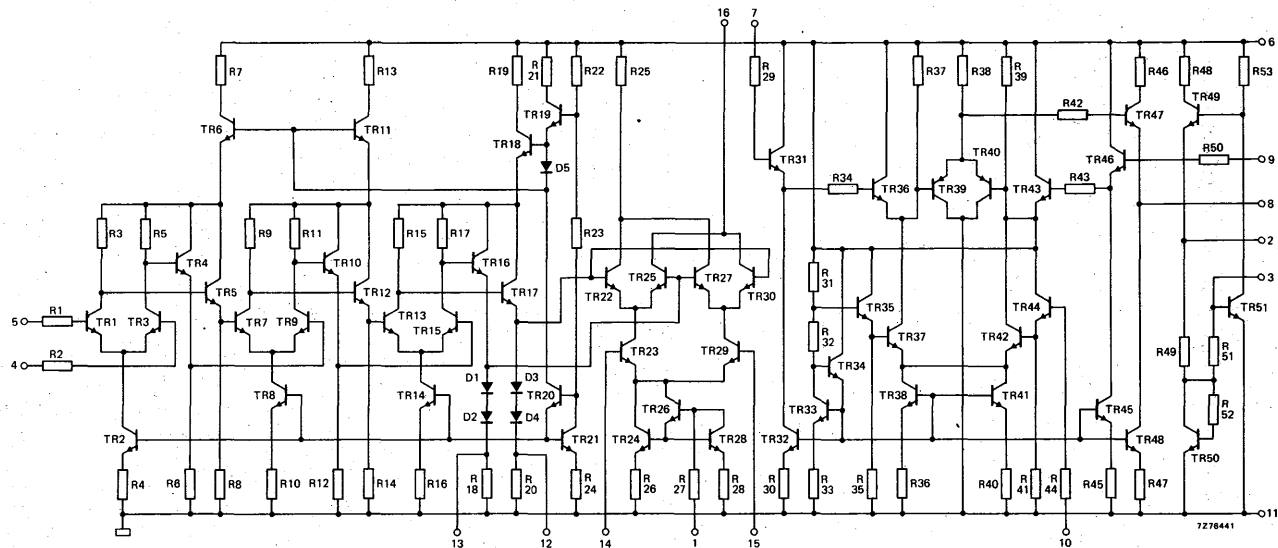 16 7
6
R7 R13 R19 R 21 R22 R25 R 29 R37 R38 R 39 R46 R48 R53
TR6 TR11 TR18 TR19 R42 TR47 TR49
D5 TR31 R34 TR36 TR39 TR40 TR43 R43 TR46 R50 9
8
R3 R5 R9 R11 R15 R17 R23
2
TR4 TR10 TR16 TR22 TR25 TR27 TR30 R 31 3
5 R1 TR1 TR3 TR5 TR7 TR9 TR12 TR13 TR15 TR17 TR35 TR44 TR51
4 R2 R 32 TR37 TR42 R49 R 51
TR23 TR29 TR34
D1 D3
TR8 TR14 D2 D4 TR20 TR26 TR33 TR38 TR41 TR45 R 52
TR2 TR21 TR24 TR28 TR32 TR48 TR50
R4 R6 R8 R10 R12 R14 R16 R 18 R 20 R 24 R 26 R 27 R 28 R 30 R 33 R 35 R36 R40 R 41 R 44 R45 R47
11
7Z76441
13 12 14 1 15 10